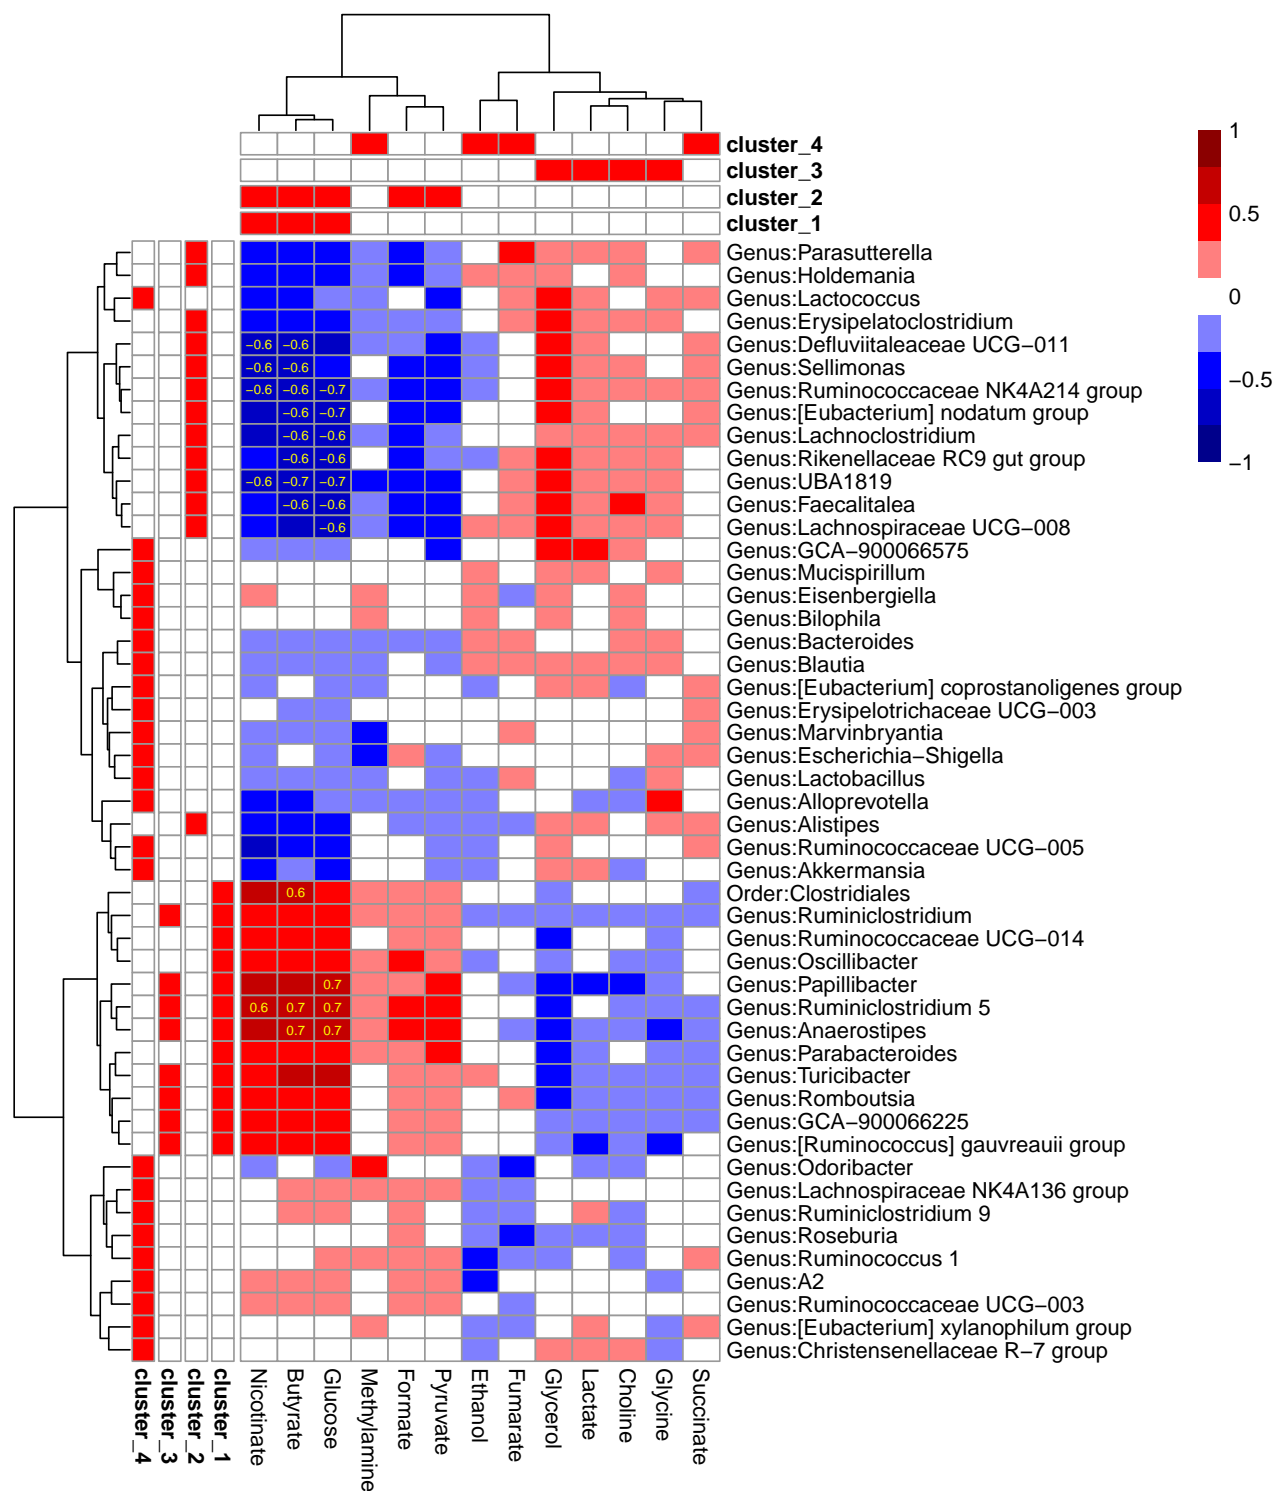 cluster_4
cluster_3
cluster_2
cluster_1
1
0.5
0
−0.5
−1
Genus:Parasutterella
Genus:Holdemania
Genus:Lactococcus
Genus:Erysipelatoclostridium
−0.6 −0.6 Genus:Defluviitaleaceae UCG−011
−0.6 −0.6 Genus:Sellimonas
−0.6 −0.6 −0.7 Genus:Ruminococcaceae NK4A214 group
−0.6 −0.7 Genus:[Eubacterium] nodatum group
−0.6 −0.6 Genus:Lachnoclostridium
−0.6 −0.6 Genus:Rikenellaceae RC9 gut group
−0.6 −0.7 −0.7 Genus:UBA1819
−0.6 −0.6 Genus:Faecalitalea
−0.6 Genus:Lachnospiraceae UCG−008
Genus:GCA−900066575
Genus:Mucispirillum
Genus:Eisenbergiella
Genus:Bilophila
Genus:Bacteroides
Genus:Blautia
Genus:[Eubacterium] coprostanoligenes group
Genus:Erysipelotrichaceae UCG−003
Genus:Marvinbryantia
Genus:Escherichia−Shigella
Genus:Lactobacillus
Genus:Alloprevotella
Genus:Alistipes
Genus:Ruminococcaceae UCG−005
Genus:Akkermansia
0.6 Order:Clostridiales
Genus:Ruminiclostridium
Genus:Ruminococcaceae UCG−014
Genus:Oscillibacter
0.7 Genus:Papillibacter
0.6 0.7 0.7 Genus:Ruminiclostridium 5
0.7 0.7 Genus:Anaerostipes
Genus:Parabacteroides
Genus:Turicibacter
Genus:Romboutsia
Genus:GCA−900066225
Genus:[Ruminococcus] gauvreauii group
Genus:Odoribacter
Genus:Lachnospiraceae NK4A136 group
Genus:Ruminiclostridium 9
Genus:Roseburia
Genus:Ruminococcus 1
Genus:A2
Genus:Ruminococcaceae UCG−003
Genus:[Eubacterium] xylanophilum group
Genus:Christensenellaceae R−7 group
cluster_4
cluster_3
cluster_2
cluster_1
Nicotinate
Butyrate
Glucose
Methylamine
Formate
Pyruvate
Ethanol
Fumarate
Glycerol
Lactate
Choline
Glycine
Succinate